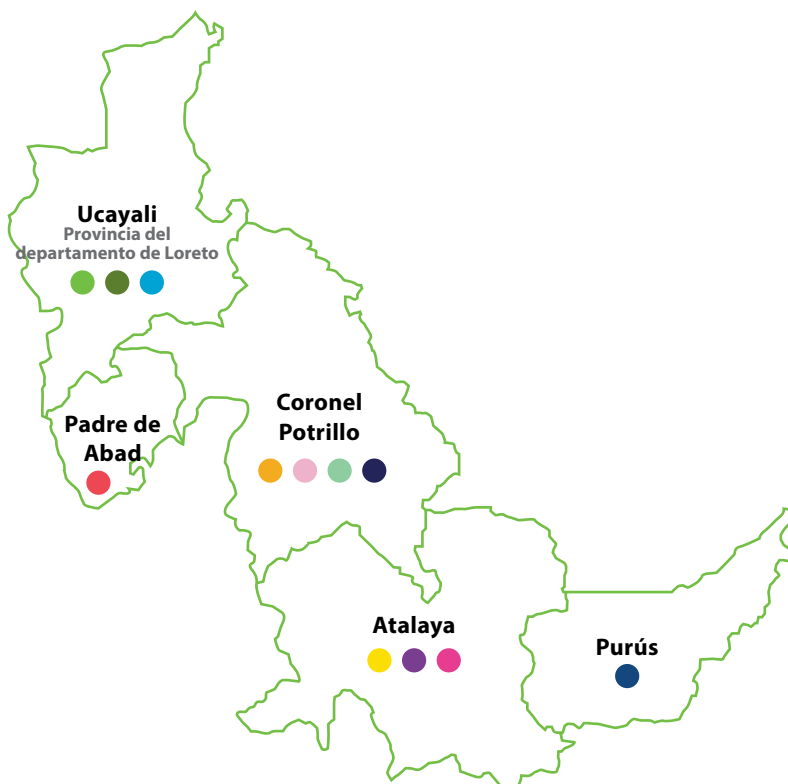 Ucayali
Provincia del
departamento de Loreto
Padre de
Abad
Coronel
Potrillo
Atalaya
Purús